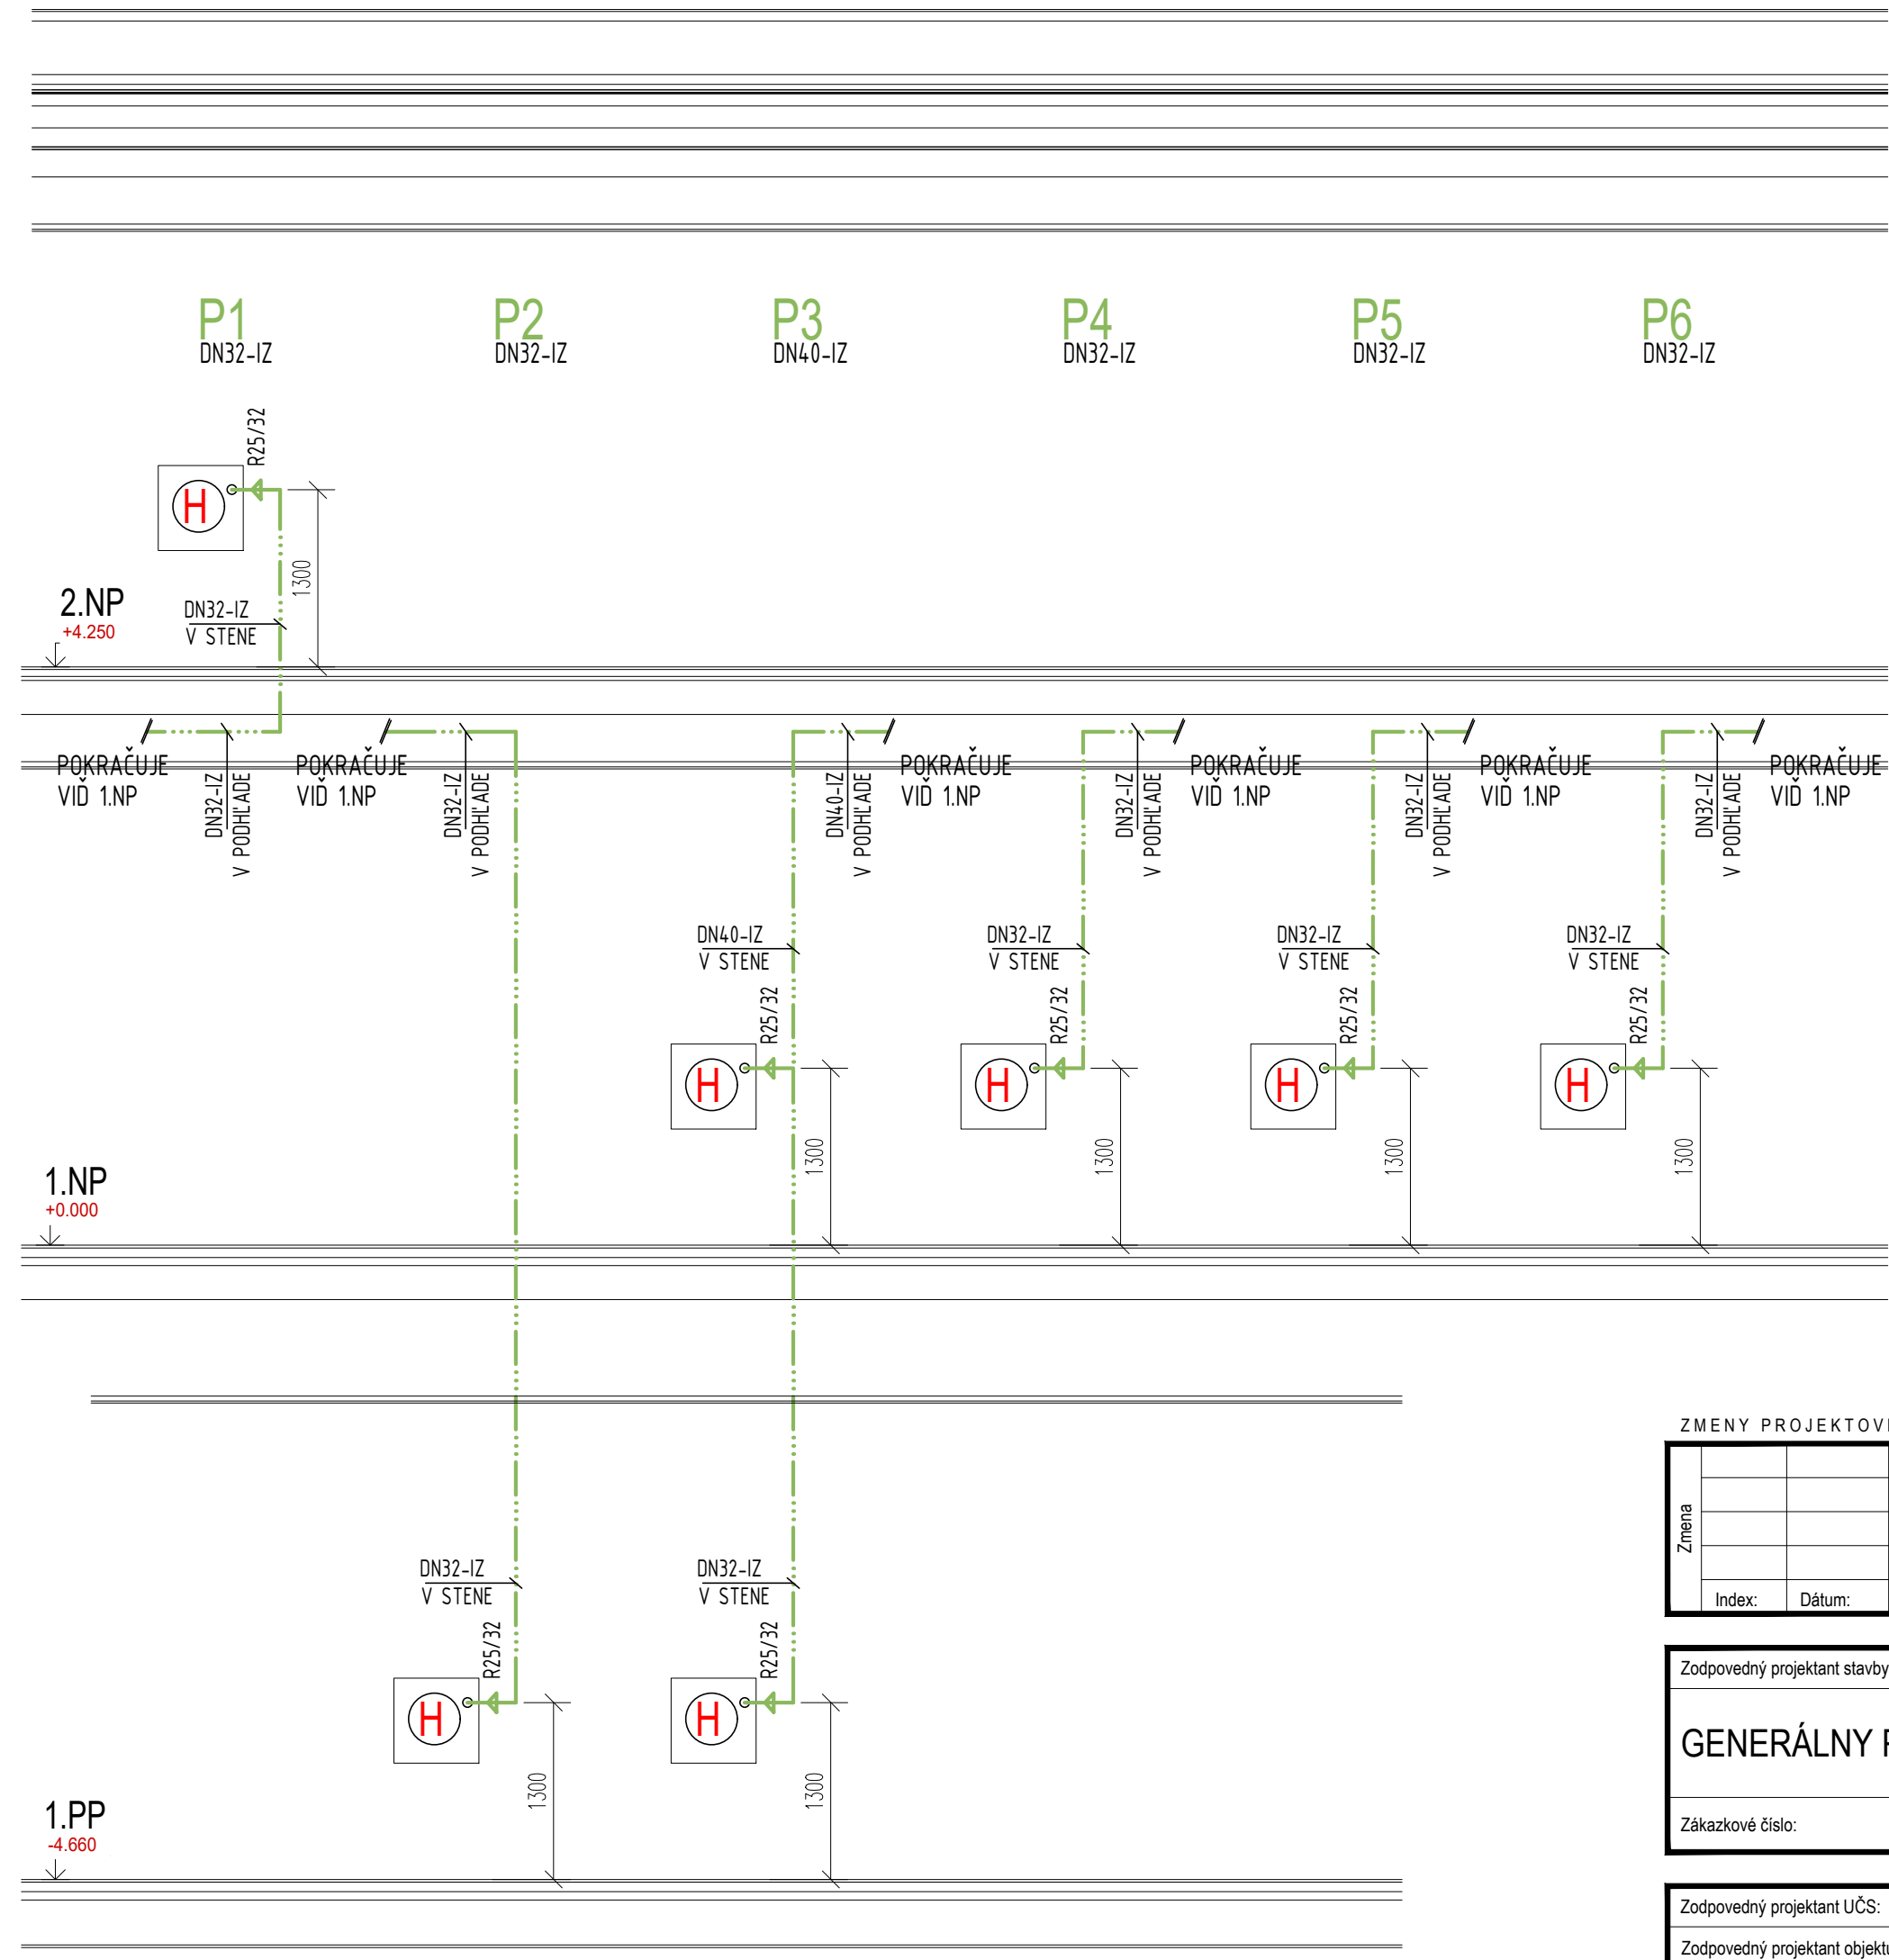 P1
DN32-IZ
P2
DN32-IZ
P3
DN40-IZ
P4
DN32-IZ
P5
DN32-IZ
P6
DN32-IZ
R25/32
H
1300
2.NP
+4.250
DN32-IZ
V STENE
POKRAČUJE
VIĎ 1.NP
DN32-IZ
V PODHĽADE
POKRAČUJE
VIĎ 1.NP
DN32-IZ
V PODHĽADE
DN40-IZ
V PODHĽADE
POKRAČUJE
VIĎ 1.NP
DN32-IZ
V PODHĽADE
POKRAČUJE
VIĎ 1.NP
DN32-IZ
V PODHĽADE
POKRAČUJE
VIĎ 1.NP
DN32-IZ
V PODHĽADE
POKRAČUJE
VIĎ 1.NP
DN40-IZ
V STENE
DN32-IZ
V STENE
DN32-IZ
V STENE
DN32-IZ
V STENE
R25/32
R25/32
R25/32
R25/32
H
H
H
H
1300
1300
1300
1300
1.NP
+0.000
DN32-IZ
V STENE
DN32-IZ
V STENE
R25/32
R25/32
H
H
1300
1300
1.PP
-4.660
ZMENY PROJEKTOV
Zmena
Index:
Dátum:
Zodpovedný projektant stavby
GENERÁLNY
Zákazkové číslo:
Zodpovedný projektant UČS:
Zodpovedný projektant objektu